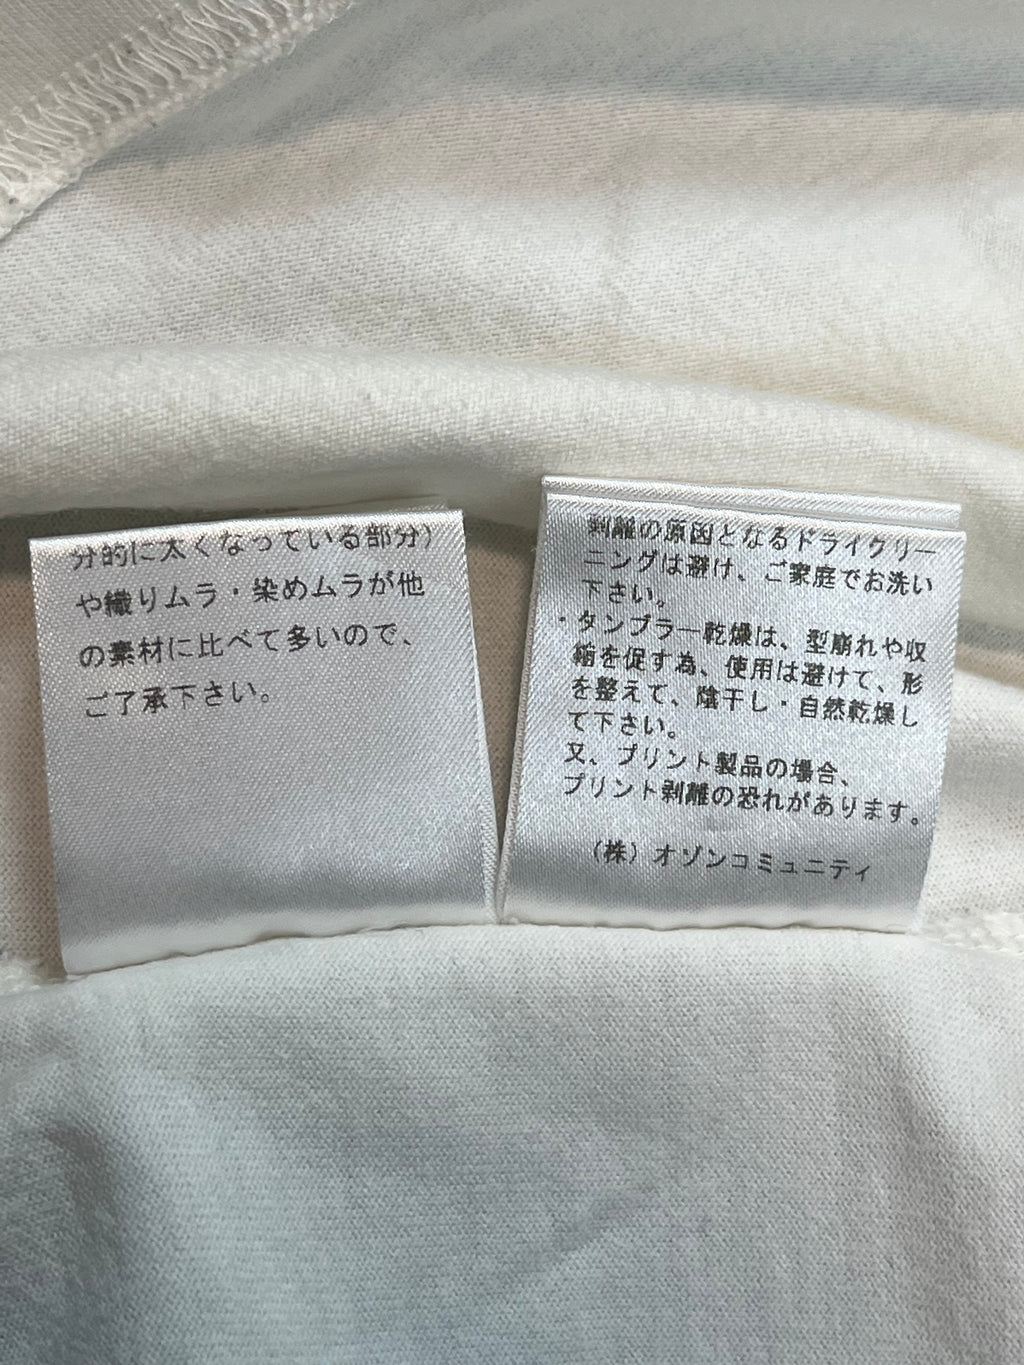 分的に太くなっている部分)
や織りムラ・染めムラが他
の素材に比べて多いので、
ご了承下さい。
剥離の原因となるドライクリー
ニングは避け、ご家庭でお洗い
下さい。
・タンブラー乾燥は、型崩れや収
縮を促す為、使用は避けて、形
を整えて、陰干し・自然乾燥し
て下さい。
又、プリント製品の場合、
プリント剥離の恐れがあります。
(株)オゾンコミュニティ